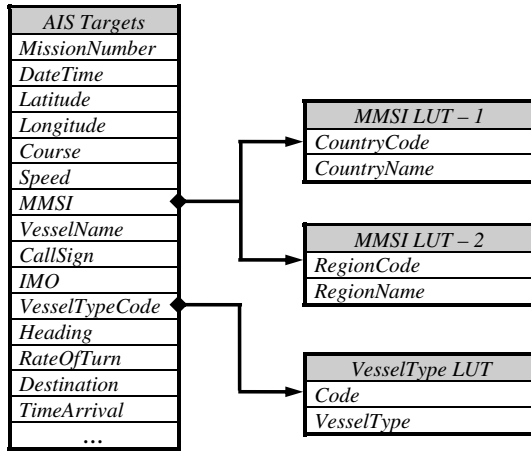 AIS Targets
MissionNumber
DateTime
Latitude
Longitude
Course
Speed
MMSI
VesselName
CallSign
IMO
VesselTypeCode
Heading
RateOfTurn
Destination
TimeArrival
...
MMSI LUT – 1
CountryCode
CountryName
MMSI LUT – 2
RegionCode
RegionName
VesselType LUT
Code
VesselType